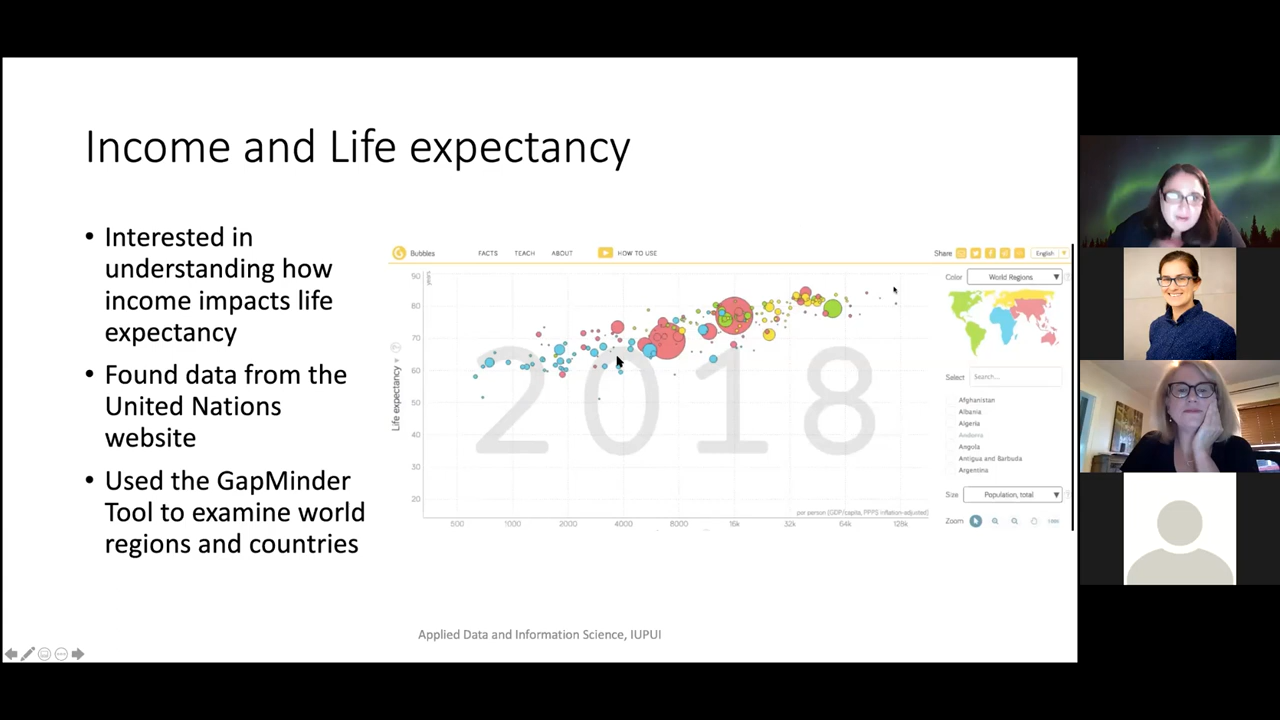 Income and Life expectancy
• Interested in
understanding how
income impacts life
expectancy
• Found data from the
United Nations
website
• Used the GapMinder
Tool to examine world
regions and countries
Bubbles FACTS TEACH ABOUT HOW TO USE Share English
90
80
70
60
50
40
30
20
years
Life expectancy
2018
per person (GDP/capita, PPP$ inflation-adjusted)
500 1000 2000 4000 8000 16k 32k 64k 128k
Color World Regions
Select Search...
Afghanistan
Albania
Algeria
Andorra
Angola
Antigua and Barbuda
Argentina
Size Population, total
Zoom
Applied Data and Information Science, IUPUI